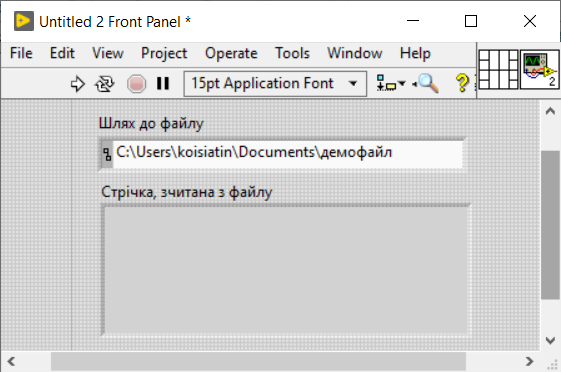 Untitled 2 Front Panel *
File Edit View Project Operate Tools Window Help
15pt Application Font
2
Шлях до файлу
C:\Users\koisiatin\Documents\демофайл
Стрічка, зчитана з файлу